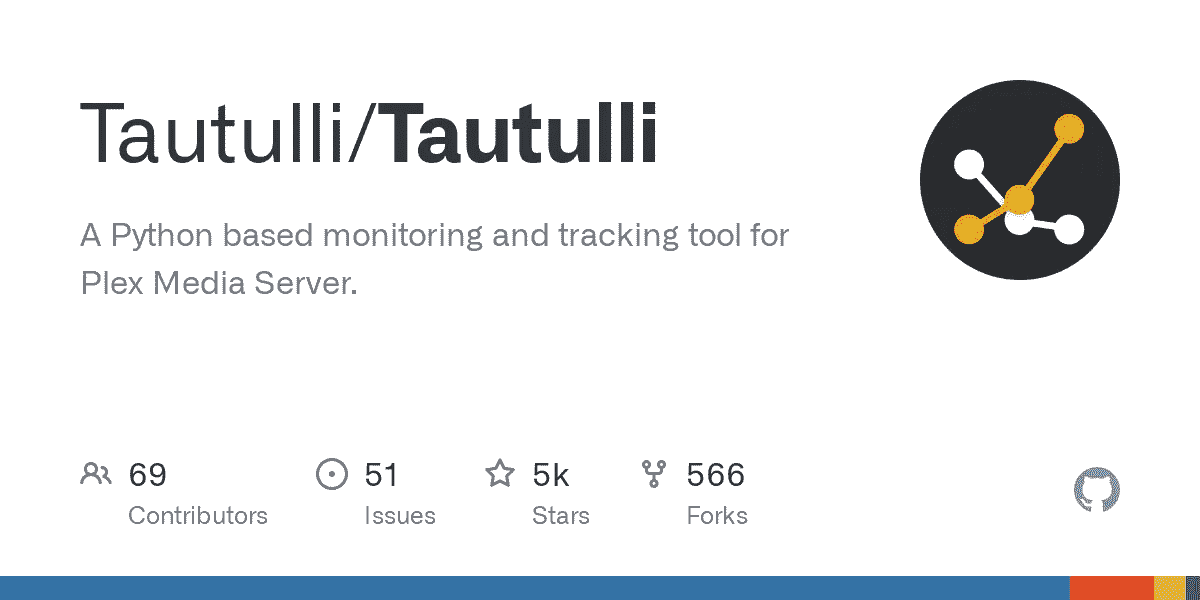 Tautulli/Tautulli
A Python based monitoring and tracking tool for
Plex Media Server.
69 51 5k 566
Contributors Issues Stars Forks